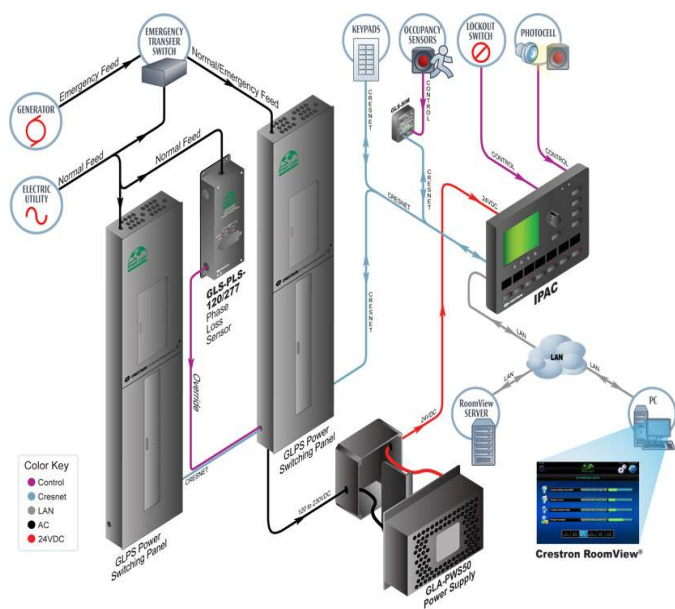 EMERGENCY
TRANSFER
SWITCH
KEYPADS
OCCUPANCY
SENSORS
LOCKOUT
SWITCH
PHOTOCELL
Emergency Feed
Normal/Emergency Feed
GENERATOR
Normal Feed
Normal Feed
ELECTRIC
UTILITY
CRESNET
GLS-SIM
CONTROL
CRESNET
CONTROL
CONTROL
CRESNET
24VDC
CRESNET
IPAC
GLS-PLS-
120/277
Phase
Loss
Sensor
Override
LAN
LAN
LAN
LAN
RoomView
SERVER
PC
24VDC
GLPS Power
Switching Panel
CRESNET
120 to 230VDC
Color Key
Control
Cresnet
LAN
AC
24VDC
GLPS Power
Switching Panel
GLA-PWS50
Power Supply
Crestron RoomView®